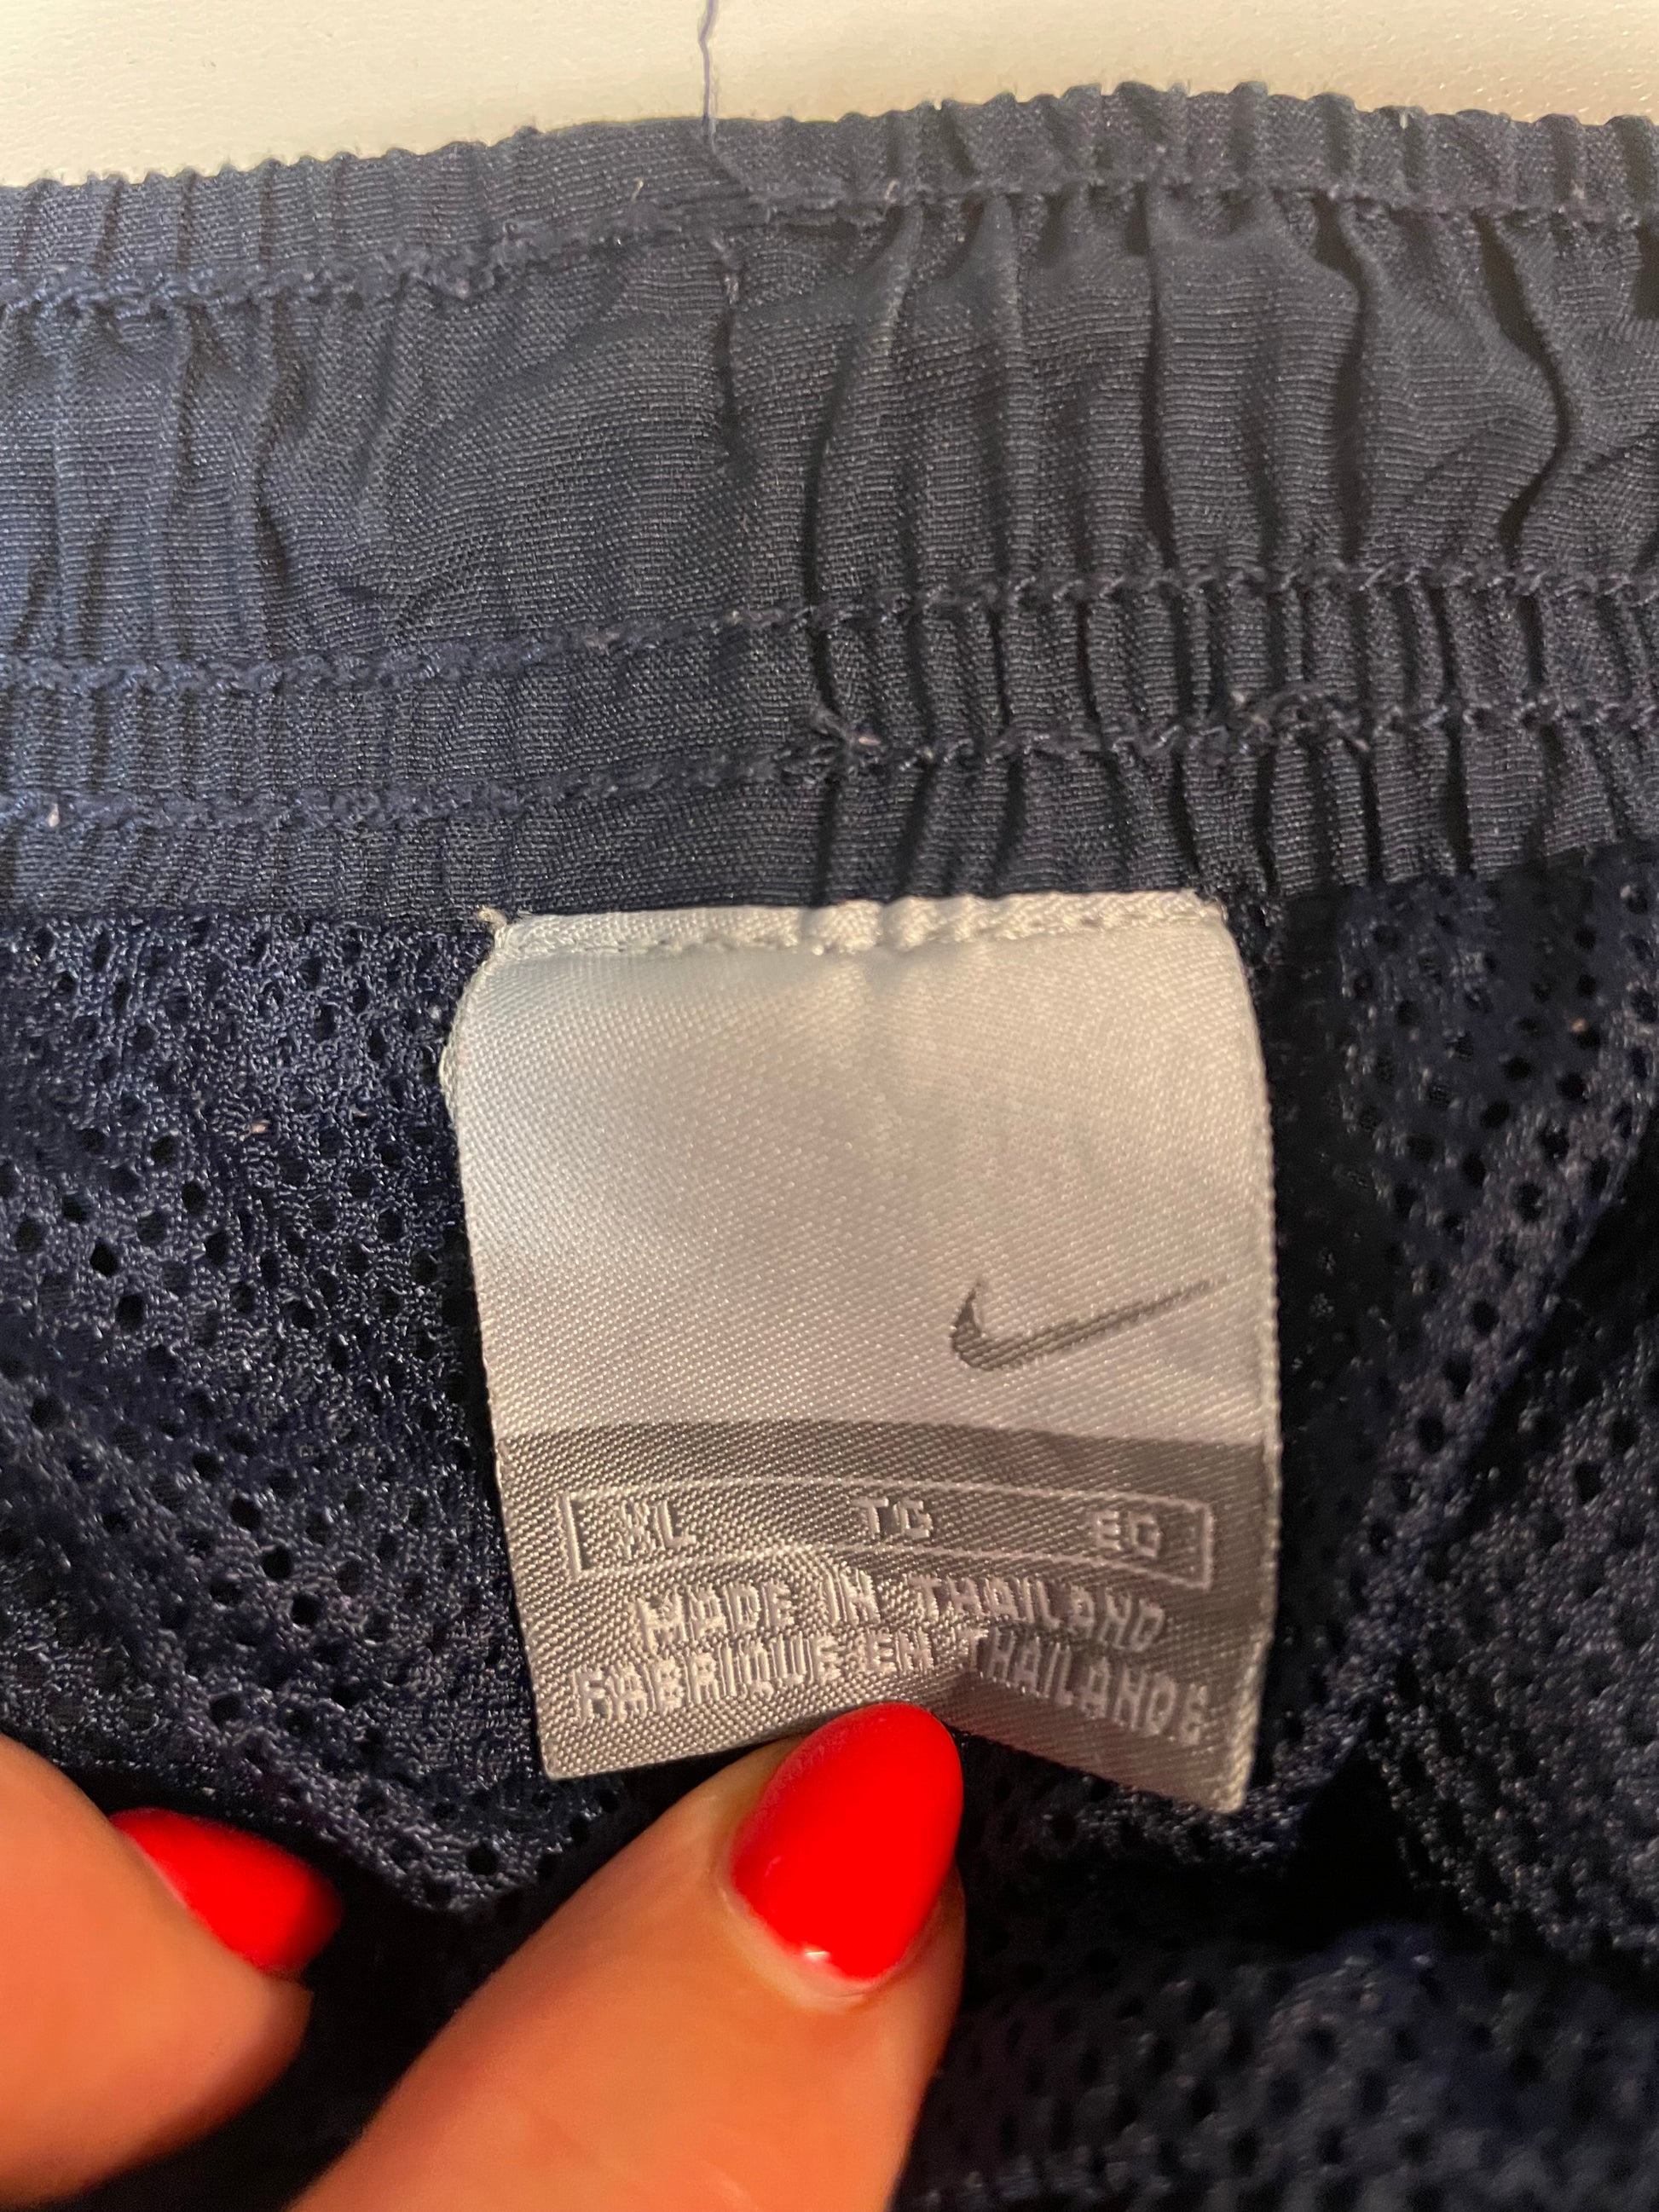 XL TG EG
MADE IN THAILAND
FABRIQUE EN THAILANDE